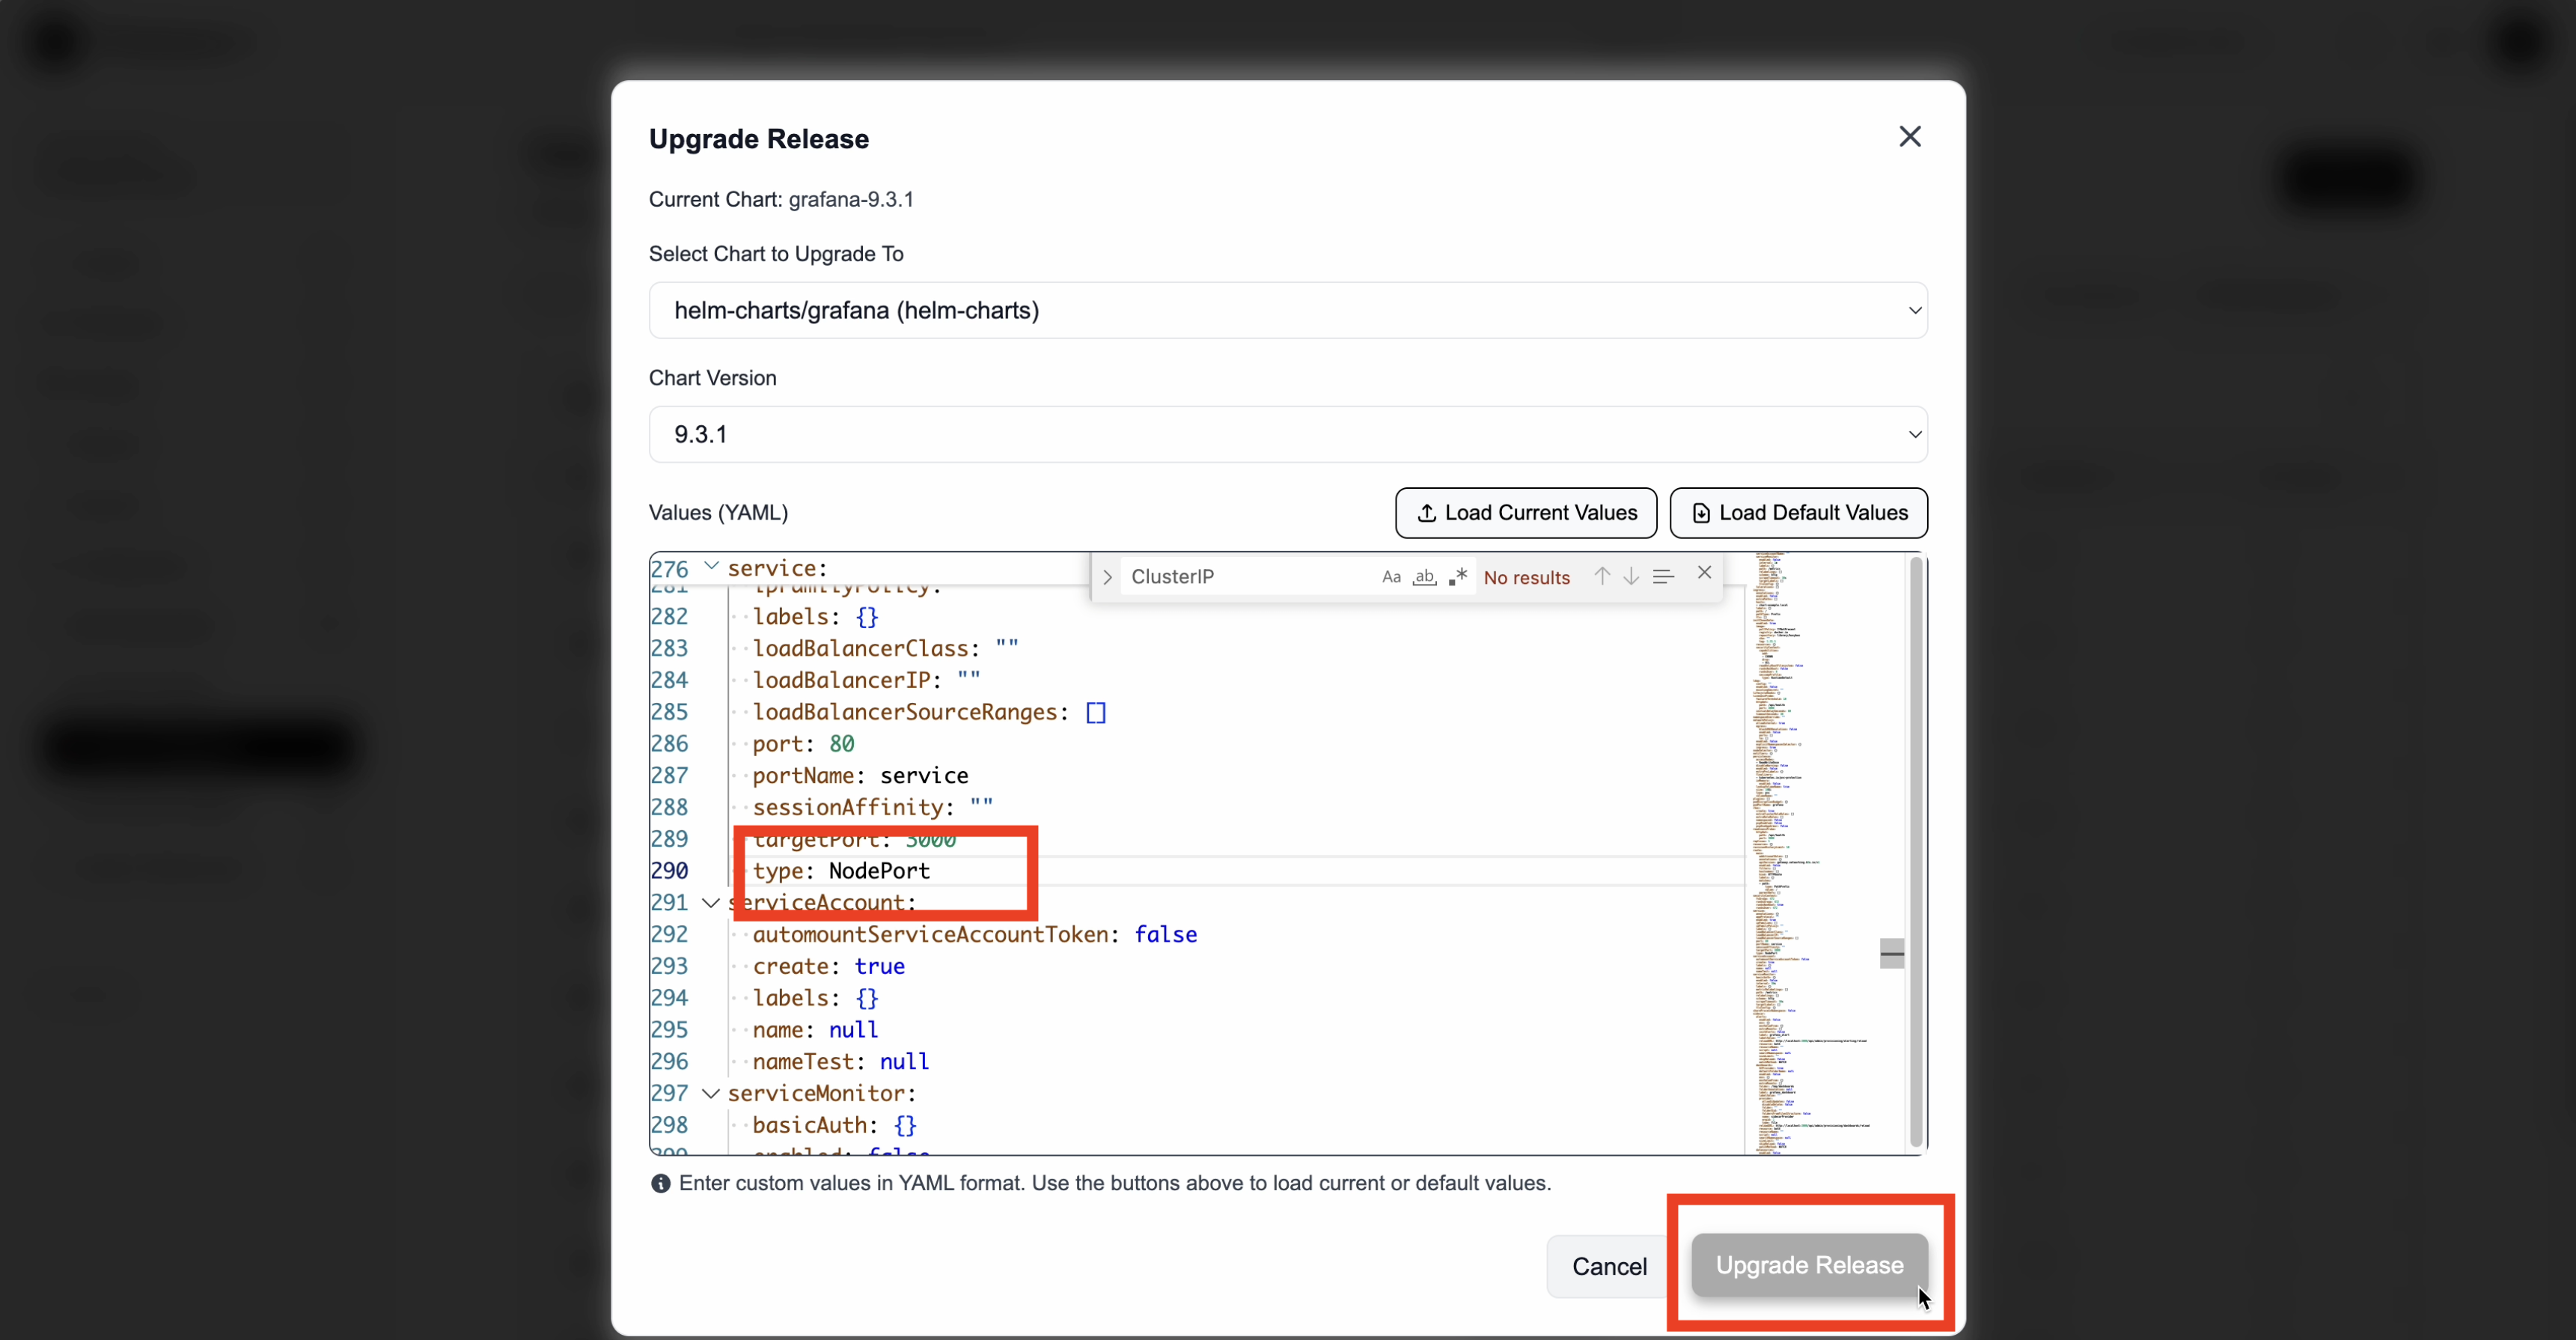 Upgrade Release
Current Chart: grafana-9.3.1
Select Chart to Upgrade To
helm-charts/grafana (helm-charts)
Chart Version
9.3.1
Values (YAML)
Load Current Values
Load Default Values
276 service:
ClusterIP
Aa ab .*
No results
281 ipFamilyPolicy:
282 labels: {}
283 loadBalancerClass: ""
284 loadBalancerIP: ""
285 loadBalancerSourceRanges: []
286 port: 80
287 portName: service
288 sessionAffinity: ""
289 targetPort: 3000
290 type: NodePort
291 serviceAccount:
292 automountServiceAccountToken: false
293 create: true
294 labels: {}
295 name: null
296 nameTest: null
297 serviceMonitor:
298 basicAuth: {}
299 enabled: false
Enter custom values in YAML format. Use the buttons above to load current or default values.
Cancel
Upgrade Release